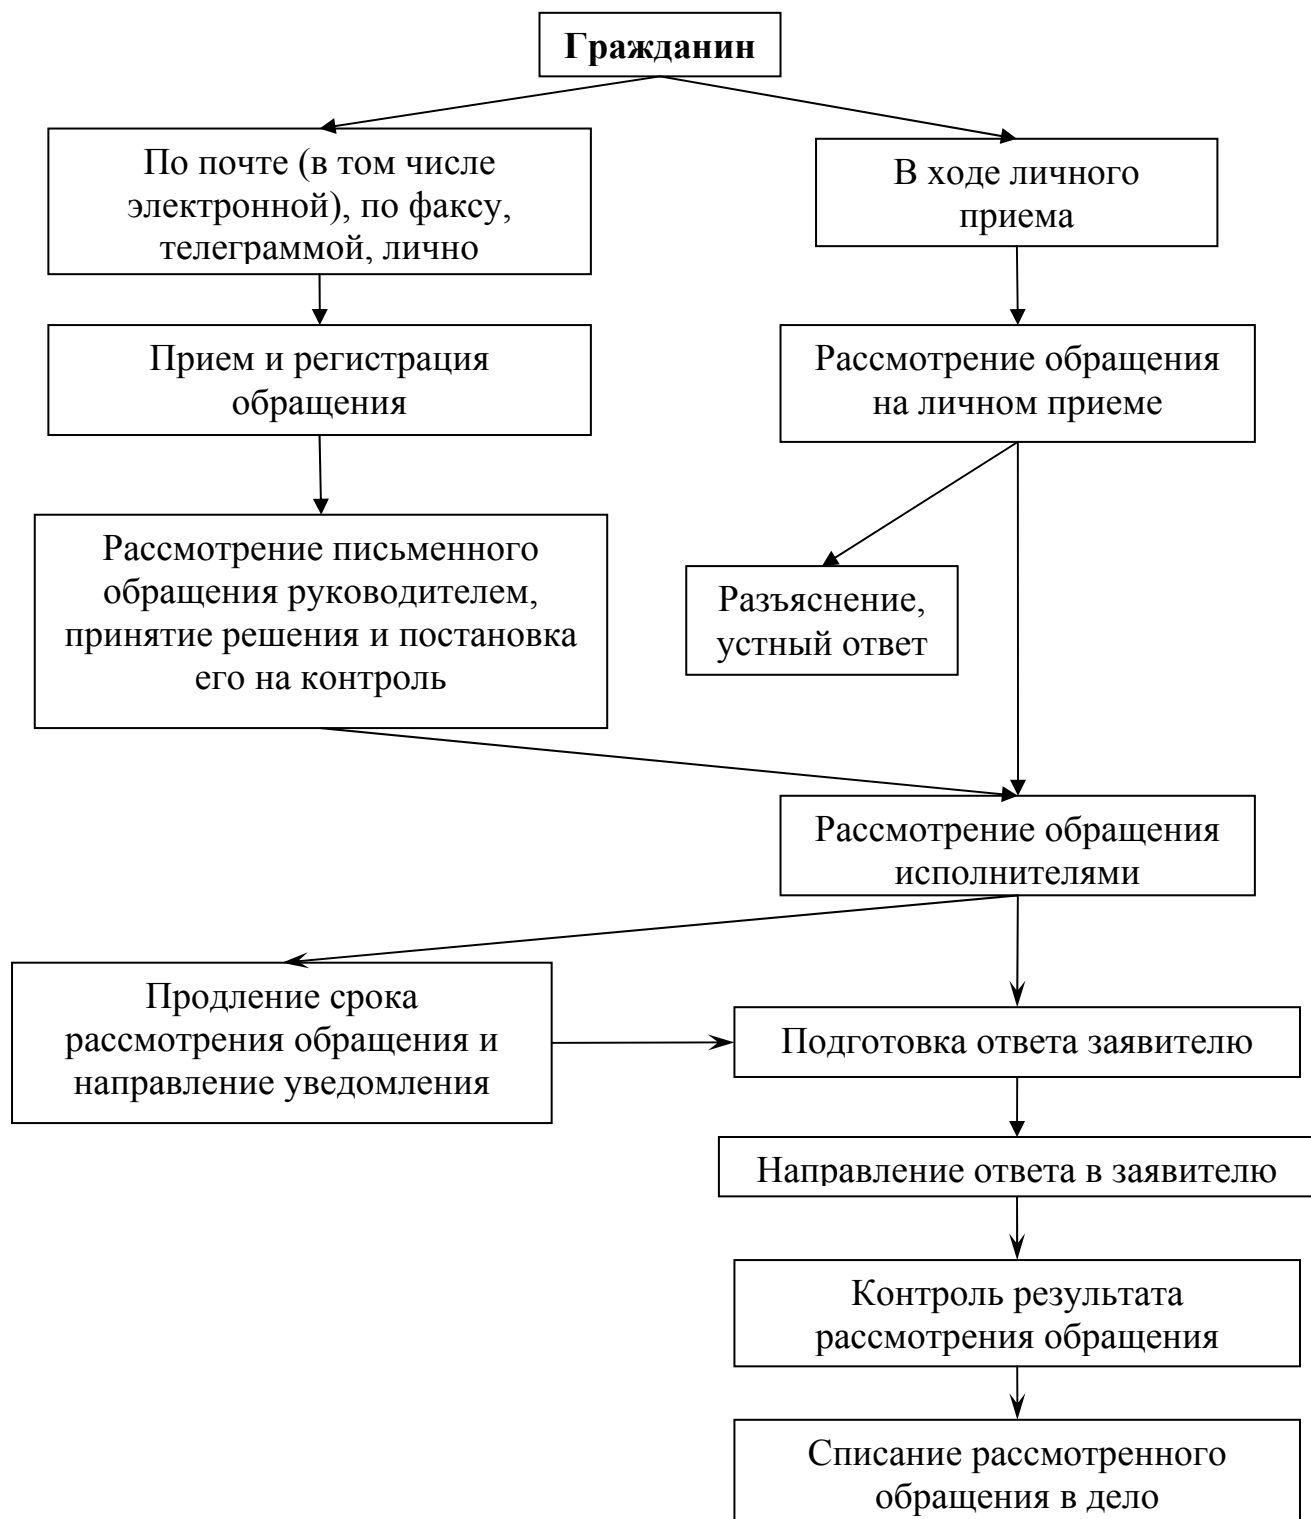 Гражданин
По почте (в том числе
электронной), по факсу,
телеграммой, лично
В ходе личного
приема
Прием и регистрация
обращения
Рассмотрение обращения
на личном приеме
Рассмотрение письменного
обращения руководителем,
принятие решения и постановка
его на контроль
Разъяснение,
устный ответ
Рассмотрение обращения
исполнителями
Продление срока
рассмотрения обращения и
направление уведомления
Подготовка ответа заявителю
Направление ответа в заявителю
Контроль результата
рассмотрения обращения
Списание рассмотренного
обращения в дело